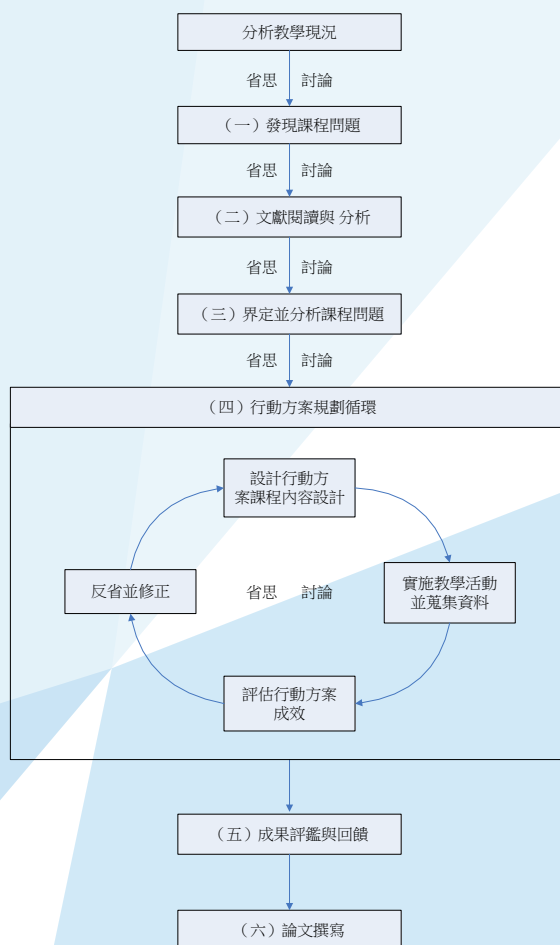 分析教學現況
省思 討論
（一）發現課程問題
省思 討論
（二）文獻閱讀與 分析
省思 討論
（三）界定並分析課程問題
省思 討論
（四）行動方案規劃循環
設計行動方
案課程內容設計
反省並修正
省思 討論
實施教學活動
並蒐集資料
評估行動方案
成效
（五）成果評鑑與回饋
（六）論文撰寫